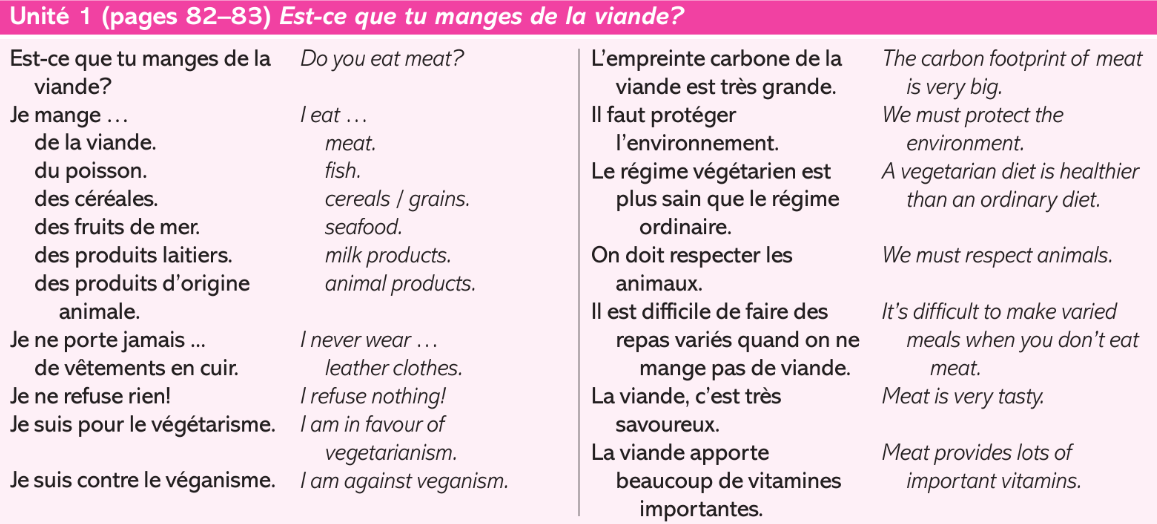 Unité 1 (pages 82–83) Est-ce que tu manges de la viande?
Est-ce que tu manges de la Do you eat meat?
viande?
Je mange … I eat …
de la viande. meat.
du poisson. fish.
des céréales. cereals / grains.
des fruits de mer. seafood.
des produits laitiers. milk products.
des produits d'origine animal products.
animale.
Je ne porte jamais ... I never wear …
de vêtements en cuir. leather clothes.
Je ne refuse rien! I refuse nothing!
Je suis pour le végétarisme. I am in favour of
vegetarianism.
Je suis contre le véganisme. I am against veganism.
L'empreinte carbone de la The carbon footprint of meat
viande est très grande. is very big.
Il faut protéger We must protect the
l'environnement. environment.
Le régime végétarien est A vegetarian diet is healthier
plus sain que le régime than an ordinary diet.
ordinaire.
On doit respecter les We must respect animals.
animaux.
Il est difficile de faire des It's difficult to make varied
repas variés quand on ne meals when you don't eat
mange pas de viande. meat.
La viande, c'est très Meat is very tasty.
savoureux.
La viande apporte Meat provides lots of
beaucoup de vitamines important vitamins.
importantes.